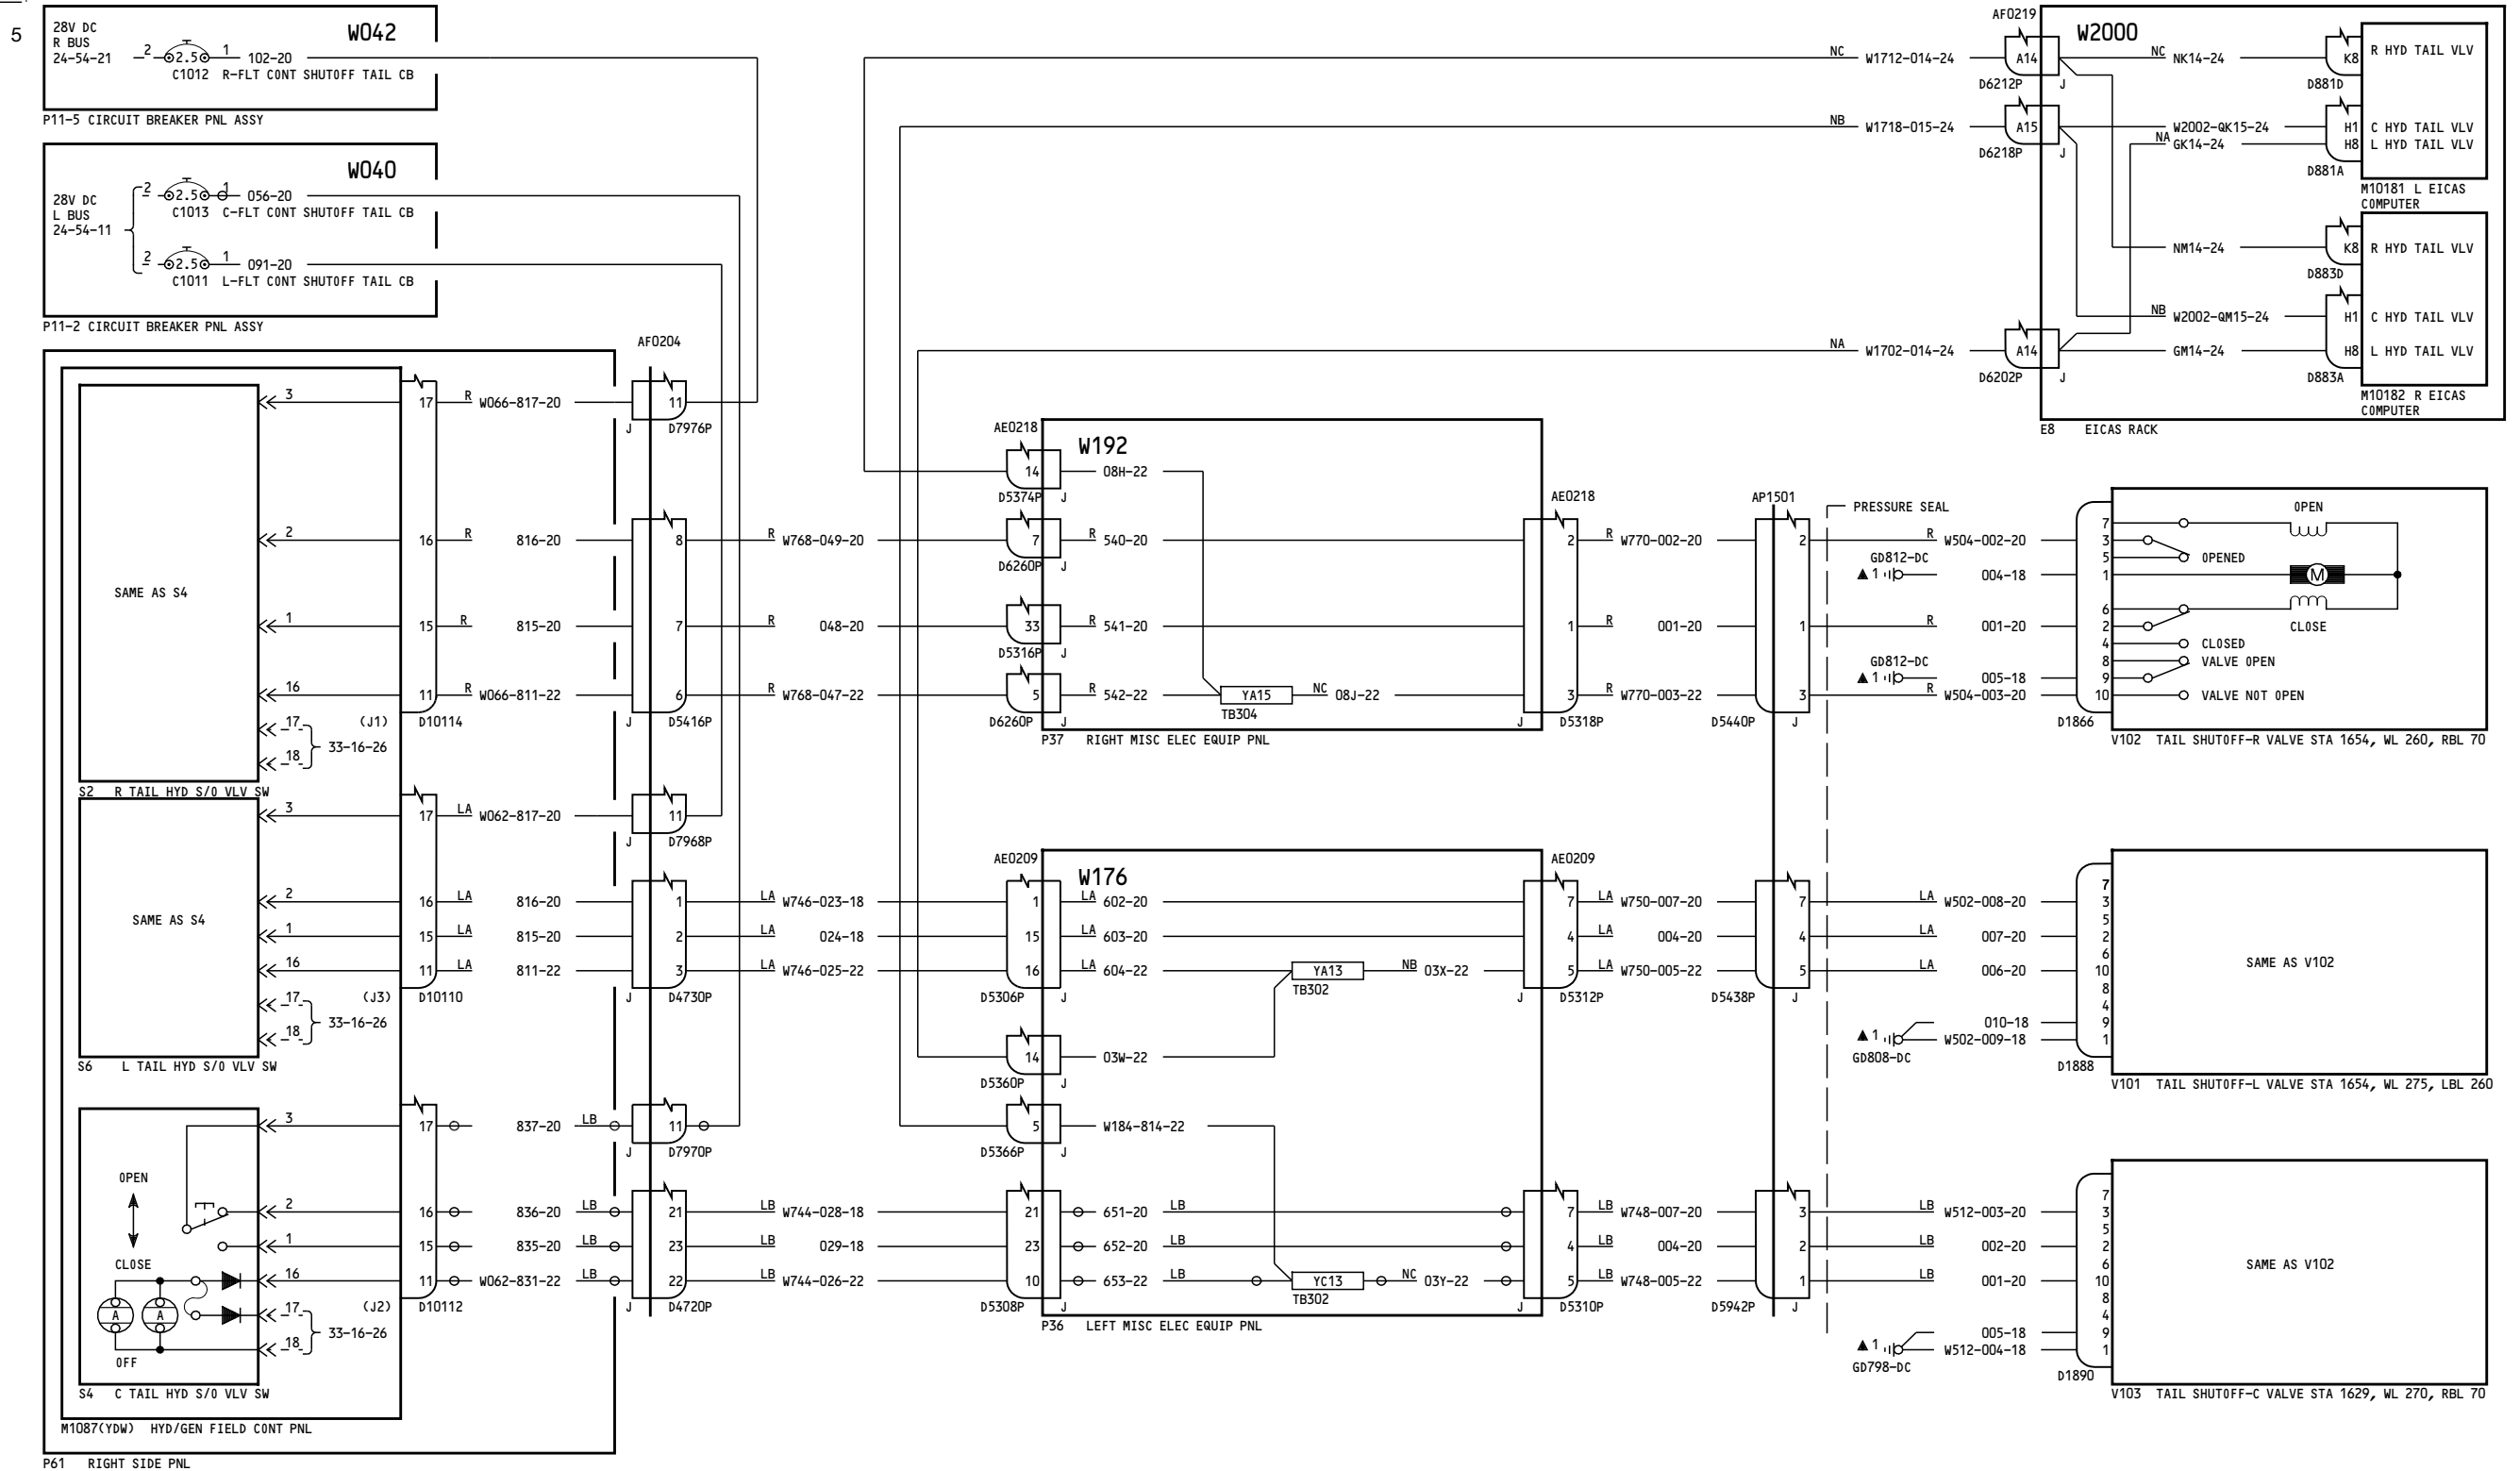 5
28V DC
R BUS
24-54-21
2 2.5 1 102-20
W042
C1012 R-FLT CONT SHUTOFF TAIL CB
P11-5 CIRCUIT BREAKER PNL ASSY
W040
28V DC
L BUS
24-54-11
2 2.5 1 056-20
C1013 C-FLT CONT SHUTOFF TAIL CB
2 2.5 1 091-20
C1011 L-FLT CONT SHUTOFF TAIL CB
P11-2 CIRCUIT BREAKER PNL ASSY
AF0219
W2000
NC W1712-014-24 A14 NC NK14-24 K8 R HYD TAIL VLV
D6212P J D881D
NB W1718-015-24 A15 W2002-QK15-24 H1 C HYD TAIL VLV
NA GK14-24 H8 L HYD TAIL VLV
D6218P J D881A
M10181 L EICAS
COMPUTER
NM14-24 K8 R HYD TAIL VLV
D883D
NB W2002-QM15-24 H1 C HYD TAIL VLV
NA W1702-014-24 A14 GM14-24 H8 L HYD TAIL VLV
D6202P J D883A
M10182 R EICAS
COMPUTER
E8 EICAS RACK
AF0204
3 17 R W066-817-20 11
J D7976P
2 16 R 816-20 8 R W768-049-20
SAME AS S4
1 15 R 815-20 7 R 048-20
16 11 R W066-811-22 6 R W768-047-22
17 (J1) D10114 J D5416P
33-16-26
18
S2 R TAIL HYD S/O VLV SW
AE0218
W192
14 08H-22
D5374P J
7 R 540-20
D6260P J
33 R 541-20
D5316P J
5 R 542-22 YA15 NC 08J-22
D6260P J TB304
P37 RIGHT MISC ELEC EQUIP PNL
AE0218 AP1501 PRESSURE SEAL
2 R W770-002-20 2 R W504-002-20
GD812-DC
1 004-18
1 R 001-20 1 R 001-20
GD812-DC
1 005-18
3 R W770-003-22 3 R W504-003-20
J D5318P D5440P J D1866
7 OPEN
3
5 OPENED
1 M
6
2 CLOSE
4 CLOSED
8 VALVE OPEN
9
10 VALVE NOT OPEN
V102 TAIL SHUTOFF-R VALVE STA 1654, WL 260, RBL 70
3 17 LA W062-817-20 11
J D7968P
2 16 LA 816-20 1 LA W746-023-18
SAME AS S4
1 15 LA 815-20 2 LA 024-18
16 11 LA 811-22 3 LA W746-025-22
17 (J3) D10110 J D4730P
33-16-26
18
S6 L TAIL HYD S/O VLV SW
AE0209 AE0209
W176
1 LA 602-20 7 LA W750-007-20 7 LA W502-008-20
15 LA 603-20 4 LA 004-20 4 LA 007-20
16 LA 604-22 YA13 NB 03X-22 5 LA W750-005-22 5 LA 006-20
D5306P J TB302 J D5312P D5438P J
14 03W-22
D5360P J
5 W184-814-22
D5366P J
1 010-18
W502-009-18
GD808-DC D1888
7
3
5
2
6
10
8
4
9
1
SAME AS V102
V101 TAIL SHUTOFF-L VALVE STA 1654, WL 275, LBL 260
3 17 837-20 LB 11
J D7970P
OPEN
2 16 836-20 LB 21 LB W744-028-18
1 15 835-20 LB 23 LB 029-18
CLOSE
16 11 W062-831-22 LB 22 LB W744-026-22
17 (J2) D10112 J D4720P
A A
33-16-26
18
OFF
S4 C TAIL HYD S/O VLV SW
M1087(YDW) HYD/GEN FIELD CONT PNL
P61 RIGHT SIDE PNL
21 651-20 LB 7 LB W748-007-20 3 LB W512-003-20
23 652-20 LB 4 LB 004-20 2 LB 002-20
10 653-22 LB YC13 NC 03Y-22 5 LB W748-005-22 1 LB 001-20
D5308P J TB302 J D5310P D5942P J
P36 LEFT MISC ELEC EQUIP PNL
1 005-18
W512-004-18
GD798-DC D1890
7
3
5
2
6
10
8
4
9
1
SAME AS V102
V103 TAIL SHUTOFF-C VALVE STA 1629, WL 270, RBL 70